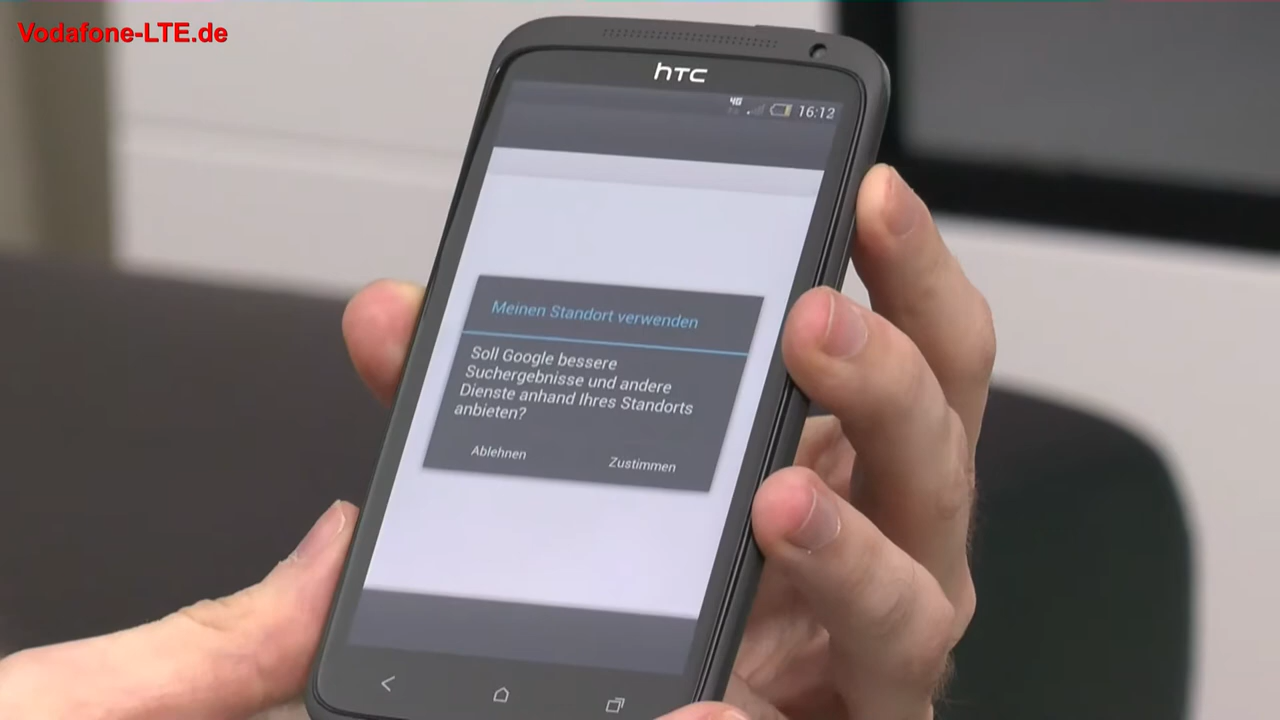 Vodafone-LTE.de
hTC
4G
16:12
Meinen Standort verwenden
Soll Google bessere
Suchergebnisse und andere
Dienste anhand Ihres Standorts
anbieten?
Ablehnen
Zustimmen